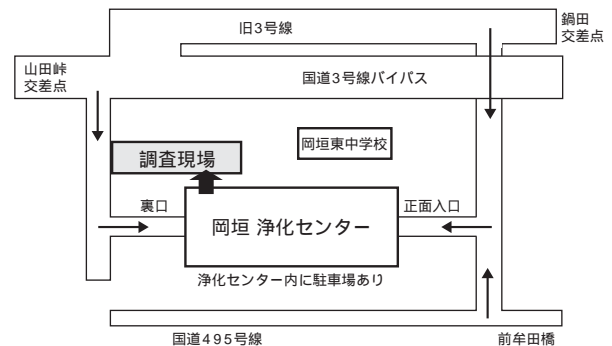 旧3号線
鍋田
交差点
山田峠
交差点
国道3号線バイパス
岡垣東中学校
調査現場
裏口
正面入口
岡垣 浄化センター
浄化センター内に駐車場あり
国道495号線
前牟田橋